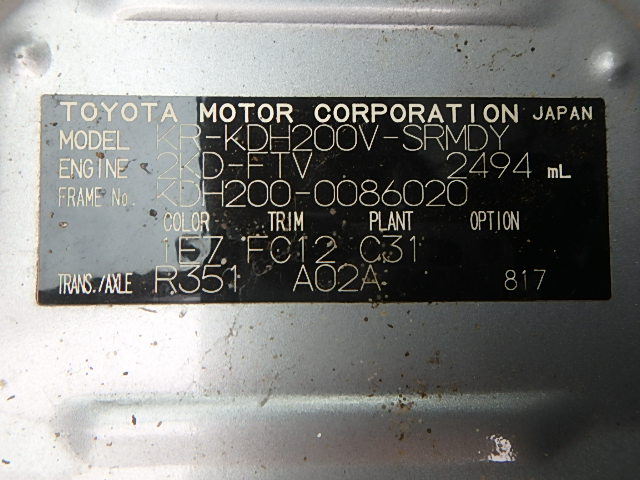 TOYOTA MOTOR CORPORATION JAPAN
MODEL KR-KDH200V-SRMDY
ENGINE 2KD-FTV 2494 mL
FRAME No. KDH200-0086020
COLOR TRIM PLANT OPTION
1E7 FC12 C31
TRANS./AXLE R351 A02A 817